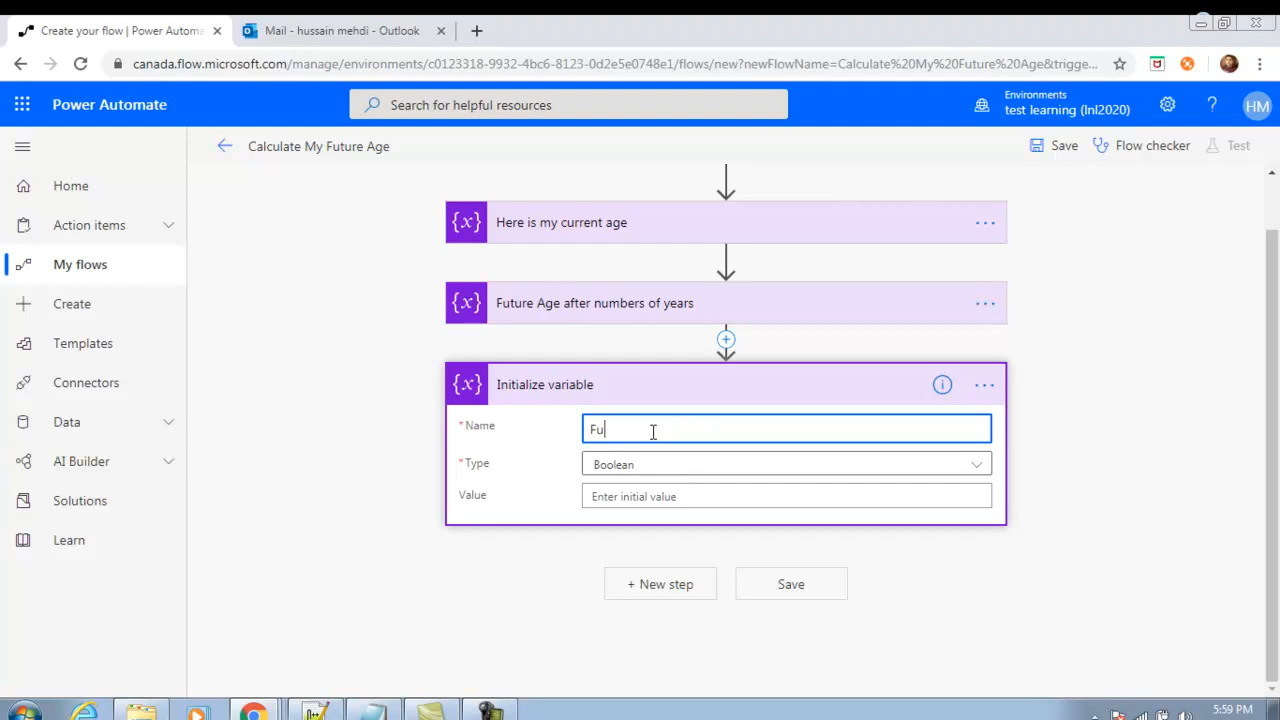 Create your flow | Power Automa
Mail - hussain mehdi - Outlook
canada.flow.microsoft.com/manage/environments/c0123318-9932-4bc6-8123-0d2e5e0748e1/flows/new?newFlowName=Calculate%20My%20Future%20Age&trigge...
Power Automate
Search for helpful resources
Environments
test learning (lnl2020)
HM
Calculate My Future Age
Save
Flow checker
Test
Home
Action items
My flows
Create
Templates
Connectors
Data
AI Builder
Solutions
Learn
{x} Here is my current age ...
{x} Future Age after numbers of years ...
{x} Initialize variable ...
* Name Fu
* Type Boolean
Value Enter initial value
+ New step
Save
5:59 PM